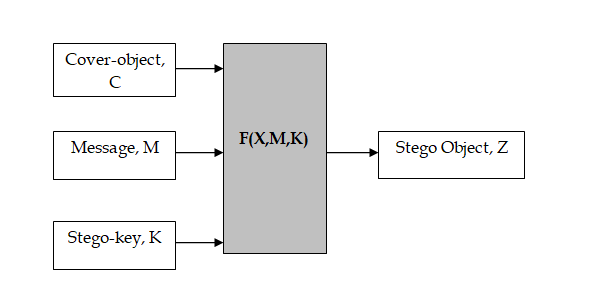 Cover-object,
C
Message, M
F(X,M,K)
Stego Object, Z
Stego-key, K